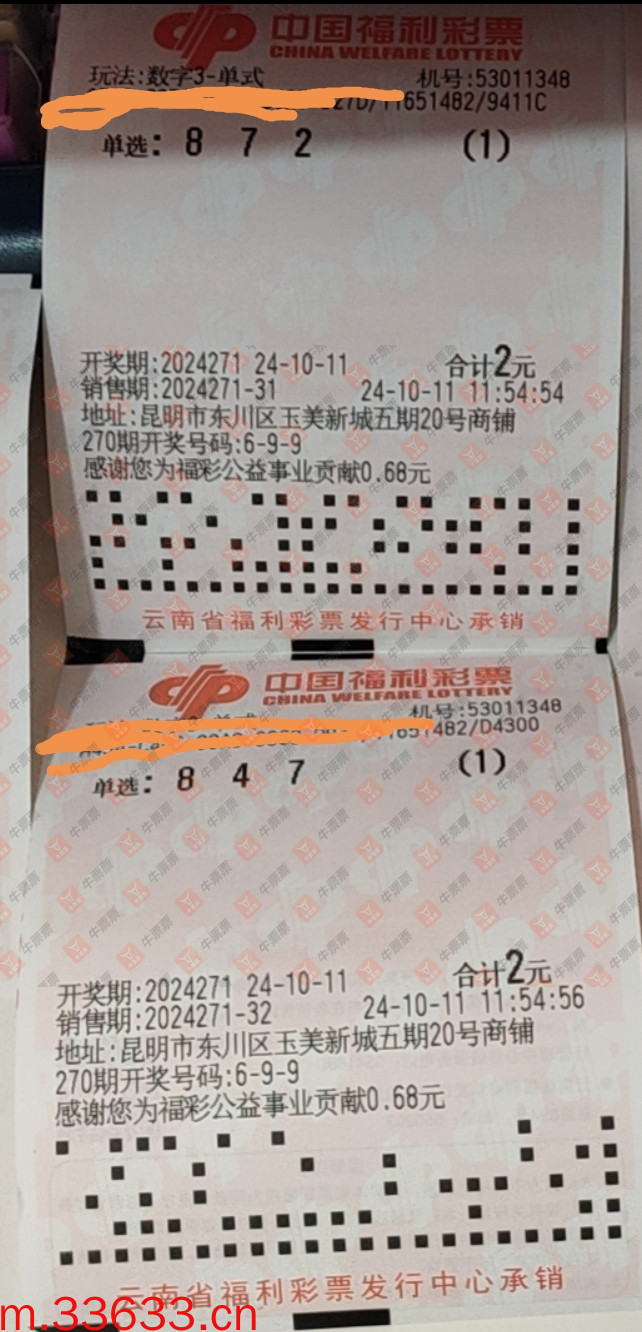 中国福利彩票
CHINA WELFARE LOTTERY
玩法:数字3-单式 机号:53011348
27D/11651482/9411C
单选: 8 7 2 (1)
开奖期:2024271 24-10-11 合计2元
销售期:2024271-31 24-10-11 11:54:54
地址:昆明市东川区玉美新城五期20号商铺
270期开奖号码:6-9-9
感谢您为福彩公益事业贡献0.68元
云南省福利彩票发行中心承销
中国福利彩票
CHINA WELFARE LOTTERY
单式 机号:53011348
11651482/D4300
单选: 8 4 7 (1)
开奖期:2024271 24-10-11 合计2元
销售期:2024271-32 24-10-11 11:54:56
地址:昆明市东川区玉美新城五期20号商铺
270期开奖号码:6-9-9
感谢您为福彩公益事业贡献0.68元
云南省福利彩票发行中心承销
m.33633.cn